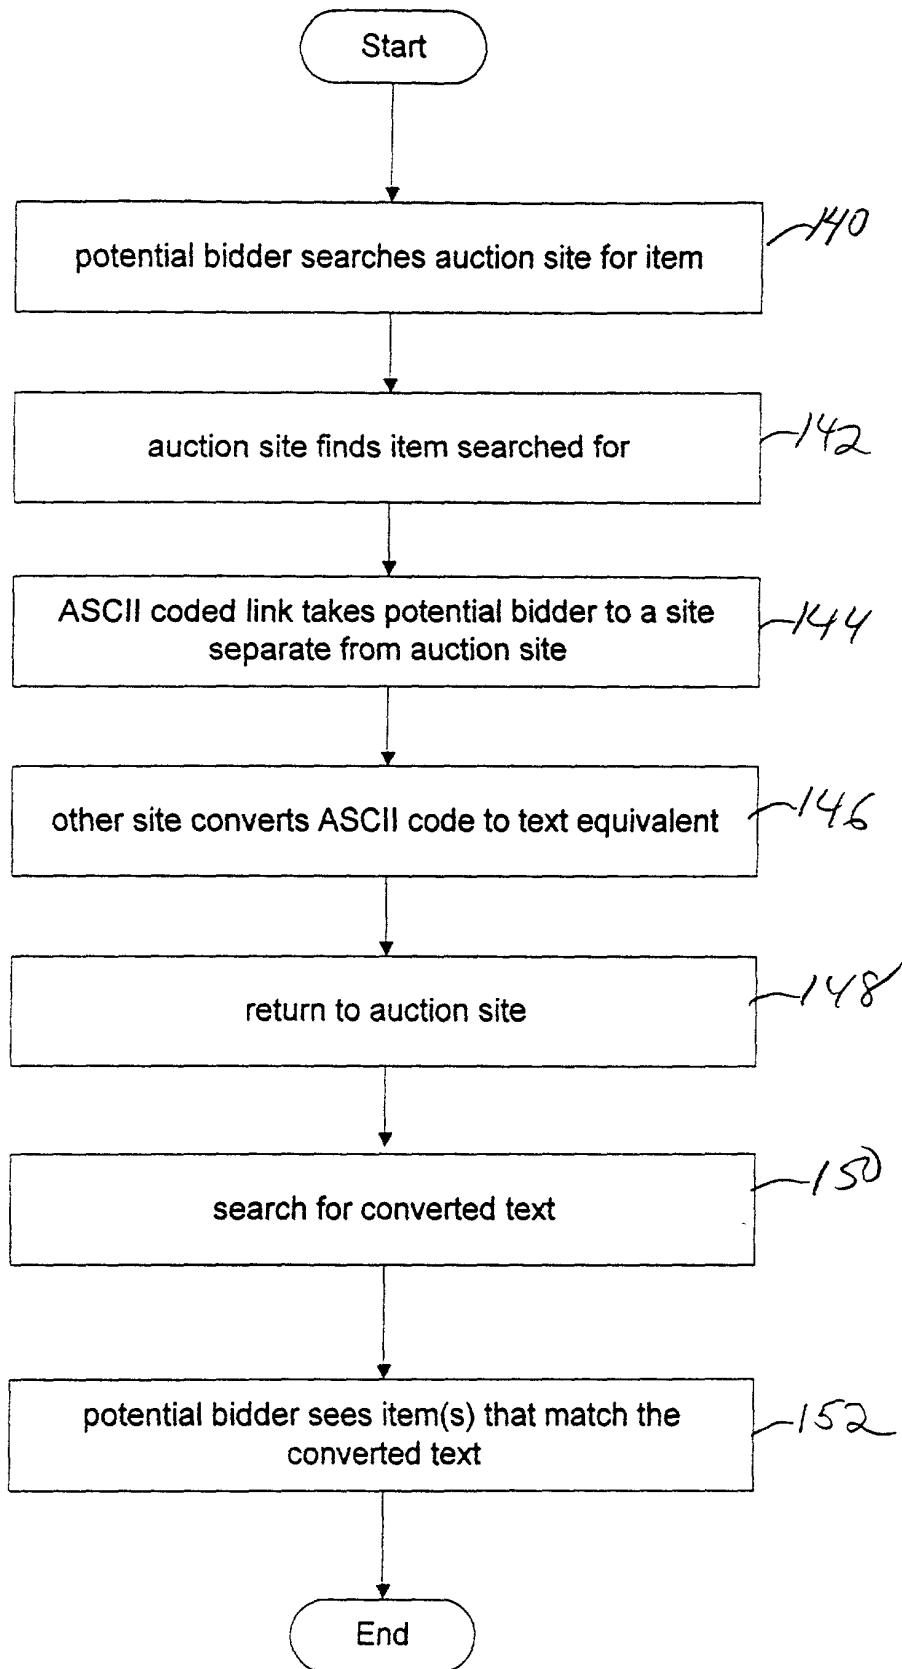 Start
potential bidder searches auction site for item
140
auction site finds item searched for
142
ASCII coded link takes potential bidder to a site
separate from auction site
144
other site converts ASCII code to text equivalent
146
return to auction site
148
search for converted text
150
potential bidder sees item(s) that match the
converted text
152
End